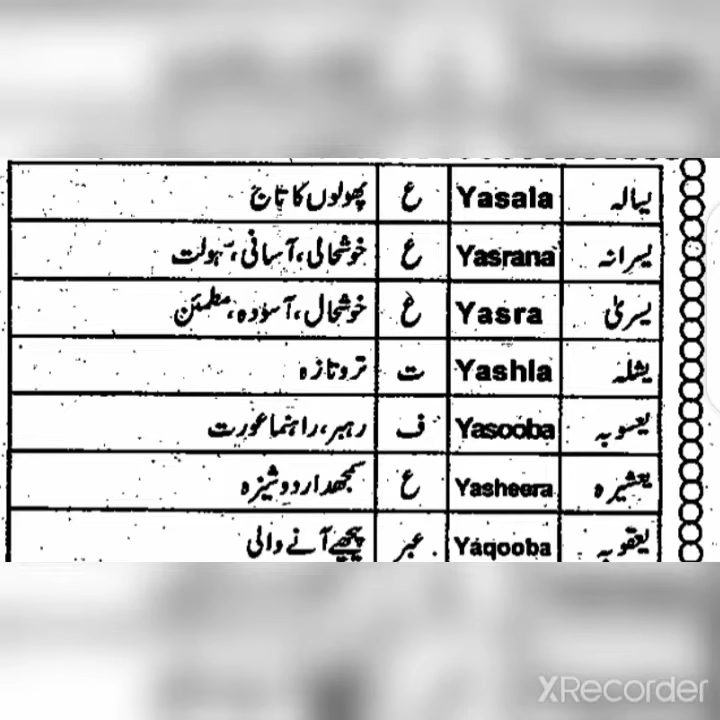 یسالہ Yasala ع پھولوں کا تاج
یسرانہ Yasrana ع خوشحالی، آسانی، سہولت
یسریٰ Yasra ع خوشحال، آسودہ، مطمئن
یشلہ Yashla ت تروتازہ
یعسوبہ Yasooba ف رہبر، راہنما عورت
یعشیرہ Yasheera ع سمجھدار دوشیزہ
یعقوبہ Yaqooba عبر پیچھے آنے والی
XRecorder